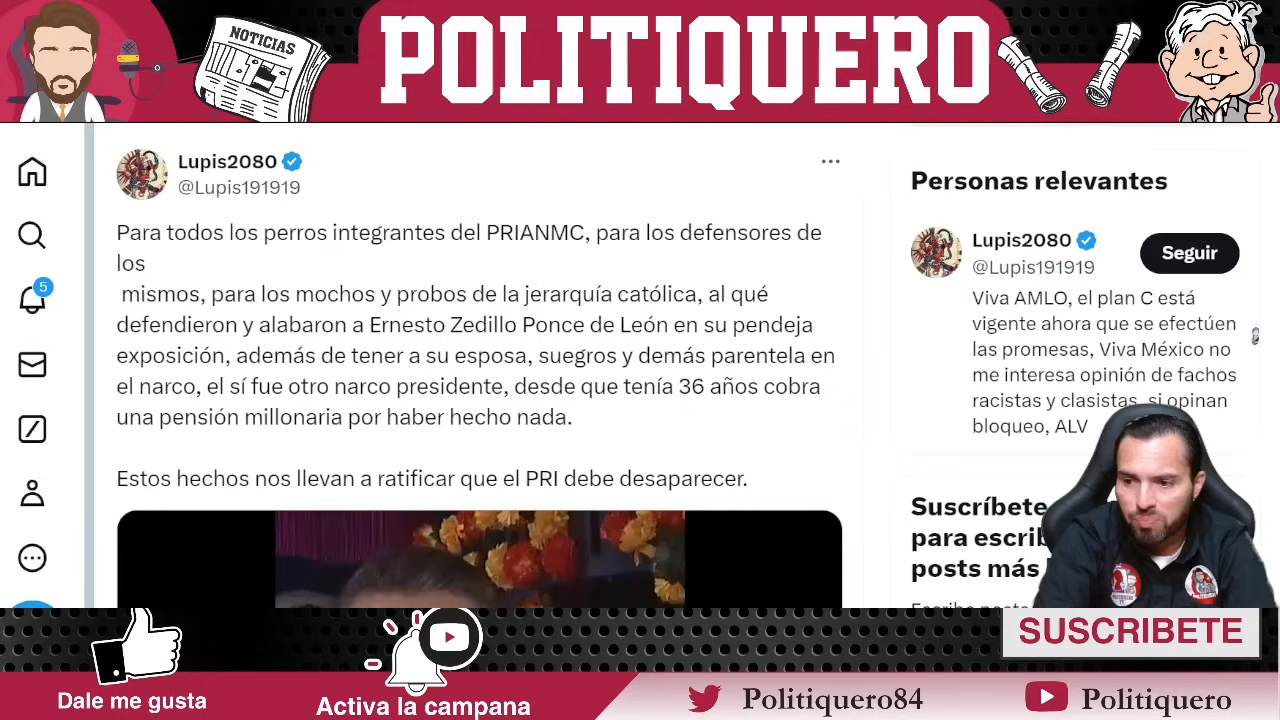 NOTICIAS
POLITIQUERO
Lupis2080
@Lupis191919
Para todos los perros integrantes del PRIANMC, para los defensores de
los
mismos, para los mochos y probos de la jerarquía católica, al qué
defendieron y alabaron a Ernesto Zedillo Ponce de León en su pendeja
exposición, además de tener a su esposa, suegros y demás parentela en
el narco, el sí fue otro narco presidente, desde que tenía 36 años cobra
una pensión millonaria por haber hecho nada.
Estos hechos nos llevan a ratificar que el PRI debe desaparecer.
5
Personas relevantes
Lupis2080
@Lupis191919
Seguir
Viva AMLO, el plan C está
vigente ahora que se efectúen
las promesas, Viva México no
me interesa opinión de fachos
racistas y clasistas, si opinan
bloqueo, ALV
Suscríbete
para escrib
posts más
SUSCRIBETE
Dale me gusta
Activa la campana
Politiquero84
Politiquero